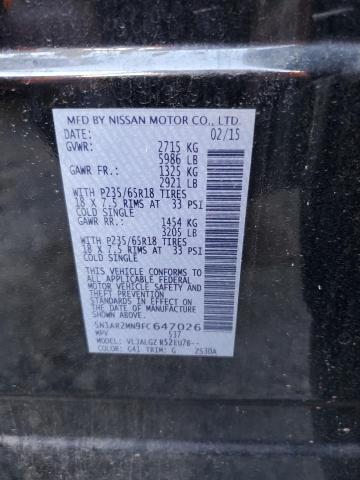 MFD BY NISSAN MOTOR CO., LTD.
DATE: 02/15
GVWR: 2715 KG
5986 LB
GAWR FR: 1325 KG
2921 LB
WITH P235/65R18 TIRES
18 X 7.5 RIMS AT 33 PSI
COLD SINGLE
GAWR RR: 1454 KG
3205 LB
WITH P235/65R18 TIRES
18 X 7.5 RIMS AT 33 PSI
COLD SINGLE
THIS VEHICLE CONFORMS TO
ALL APPLICABLE FEDERAL
MOTOR VEHICLE SAFETY
STANDARDS IN EFFECT ON THE
DATE OF MANUFACTURE SHOWN
ABOVE.
5N1AR2MN9FC647026
MPV 537
MODEL:
COLOR: G41 TRIM: G 2530A